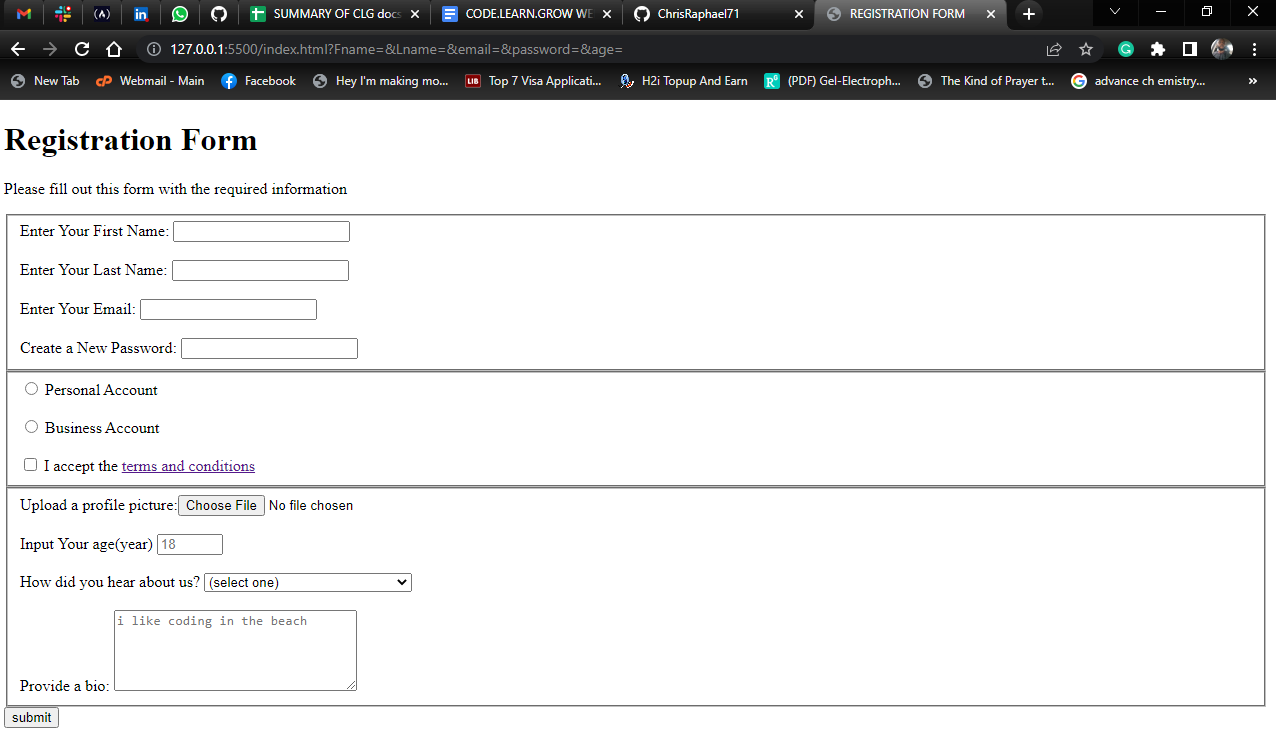 SUMMARY OF CLG docs
CODE.LEARN.GROW WE
ChrisRaphael71
REGISTRATION FORM
127.0.0.1:5500/index.html?Fname=&Lname=&email=&password=&age=
New Tab
Webmail - Main
Facebook
Hey I'm making mo...
LIB Top 7 Visa Applicati...
H2i Topup And Earn
(PDF) Gel-Electroph...
The Kind of Prayer t...
advance ch emistry...
»
Registration Form
Please fill out this form with the required information
Enter Your First Name:
Enter Your Last Name:
Enter Your Email:
Create a New Password:
Personal Account
Business Account
I accept the terms and conditions
Upload a profile picture: Choose File No file chosen
Input Your age(year) 18
How did you hear about us? (select one)
i like coding in the beach
Provide a bio:
submit